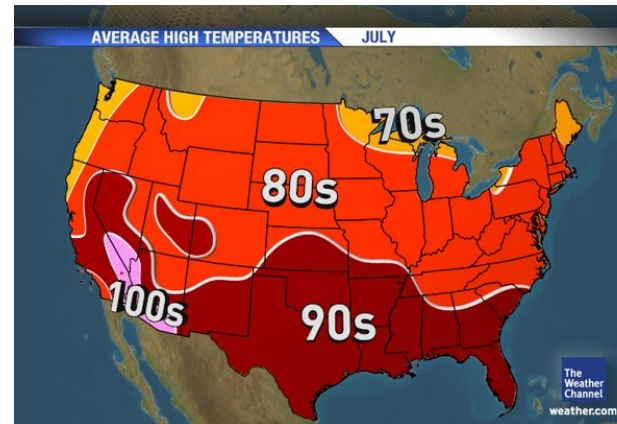 AVERAGE HIGH TEMPERATURES JULY
70s
80s
100s
90s
The
Weather
Channel
weather.com